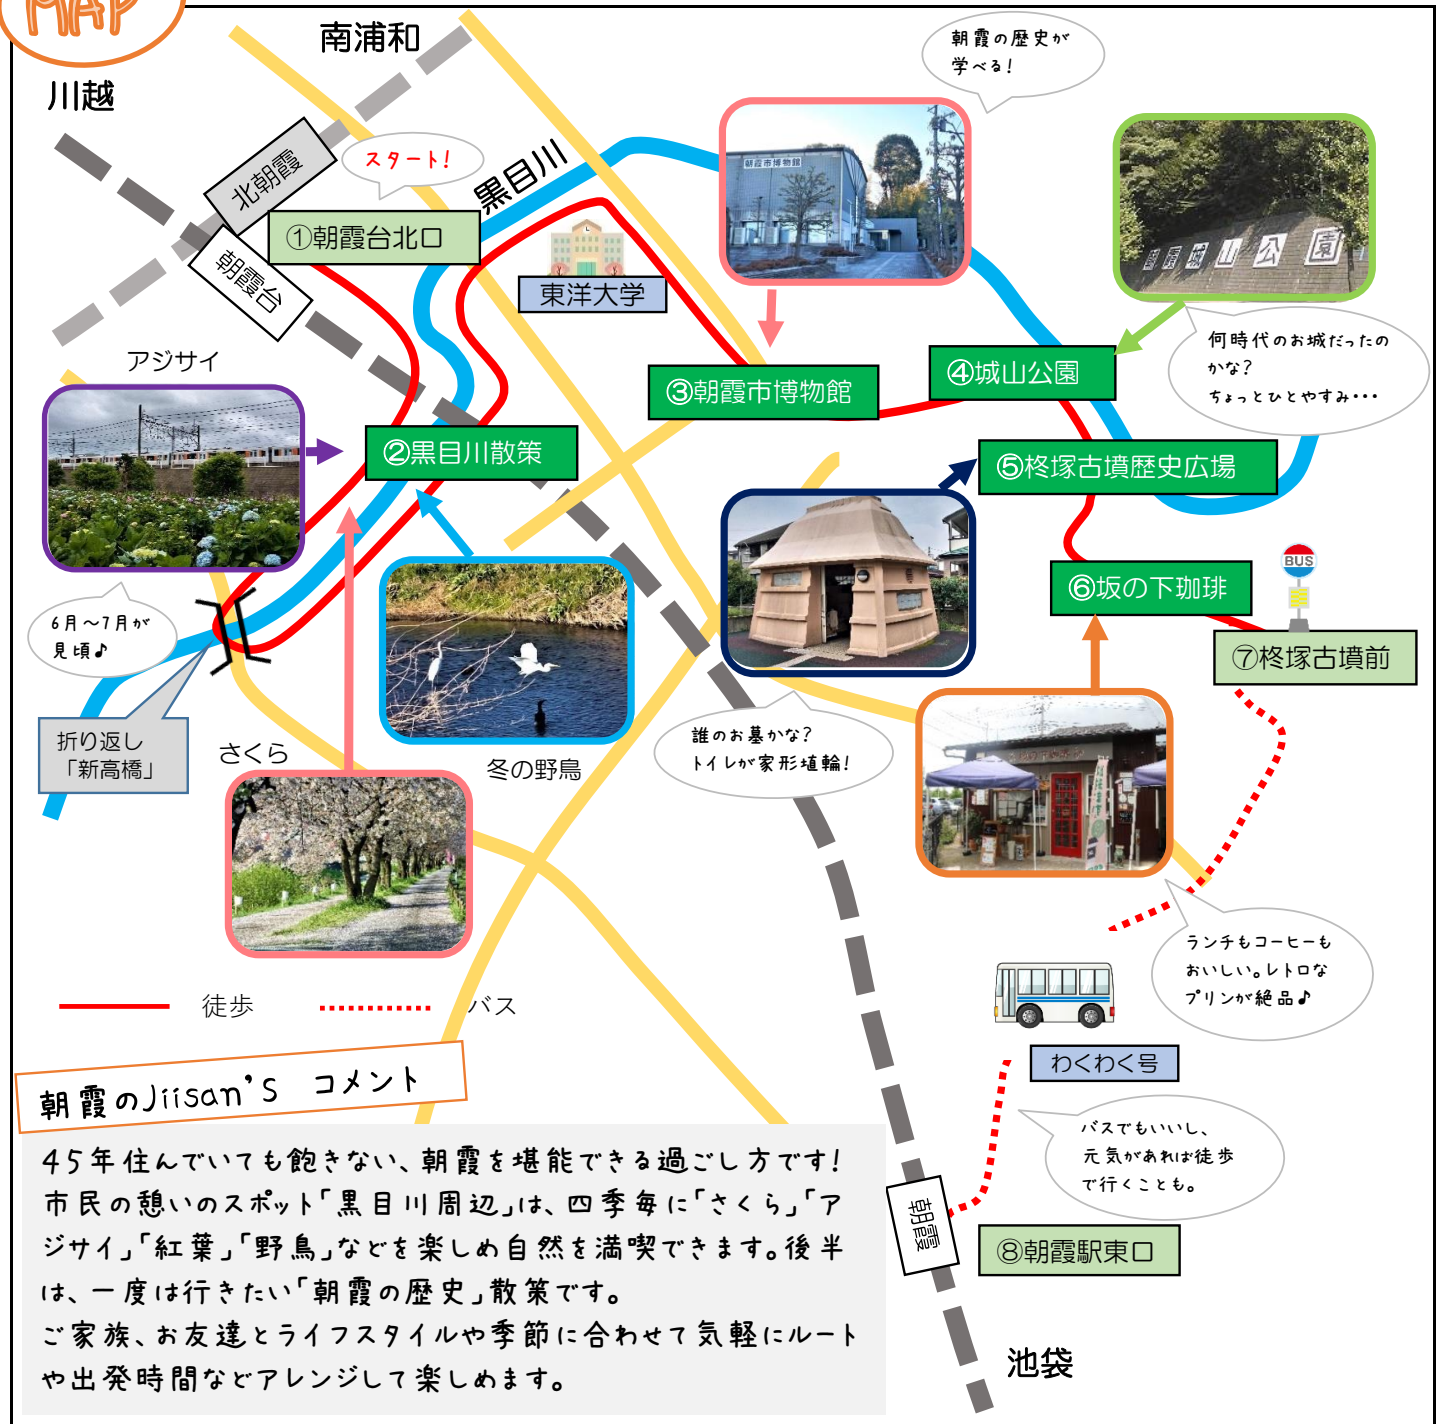 MAP
南浦和
川越
朝霞の歴史が
学べる！
北朝霞
スタート！
黒目川
朝霞市博物館
①朝霞台北口
朝霞台
東洋大学
城山公園
アジサイ
何時代のお城だったの
かな？
ちょっとひとやすみ・・・
③朝霞市博物館
④城山公園
②黒目川散策
⑤柊塚古墳歴史広場
BUS
⑥坂の下珈琲
6月～7月が
見頃♪
⑦柊塚古墳前
折り返し
「新高橋」
さくら
冬の野鳥
誰のお墓かな？
トイレが家形埴輪！
ランチもコーヒーも
おいしい。レトロな
プリンが絶品♪
徒歩
バス
わくわく号
朝霞のJiisan'S コメント
バスでもいいし、
元気があれば徒歩
で行くことも。
45年住んでいても飽きない、朝霞を堪能できる過ごし方です！
市民の憩いのスポット「黒目川周辺」は、四季毎に「さくら」「ア
ジサイ」「紅葉」「野鳥」などを楽しめ自然を満喫できます。後半
は、一度は行きたい「朝霞の歴史」散策です。
ご家族、お友達とライフスタイルや季節に合わせて気軽にルート
や出発時間などアレンジして楽しめます。
朝霞
⑧朝霞駅東口
池袋